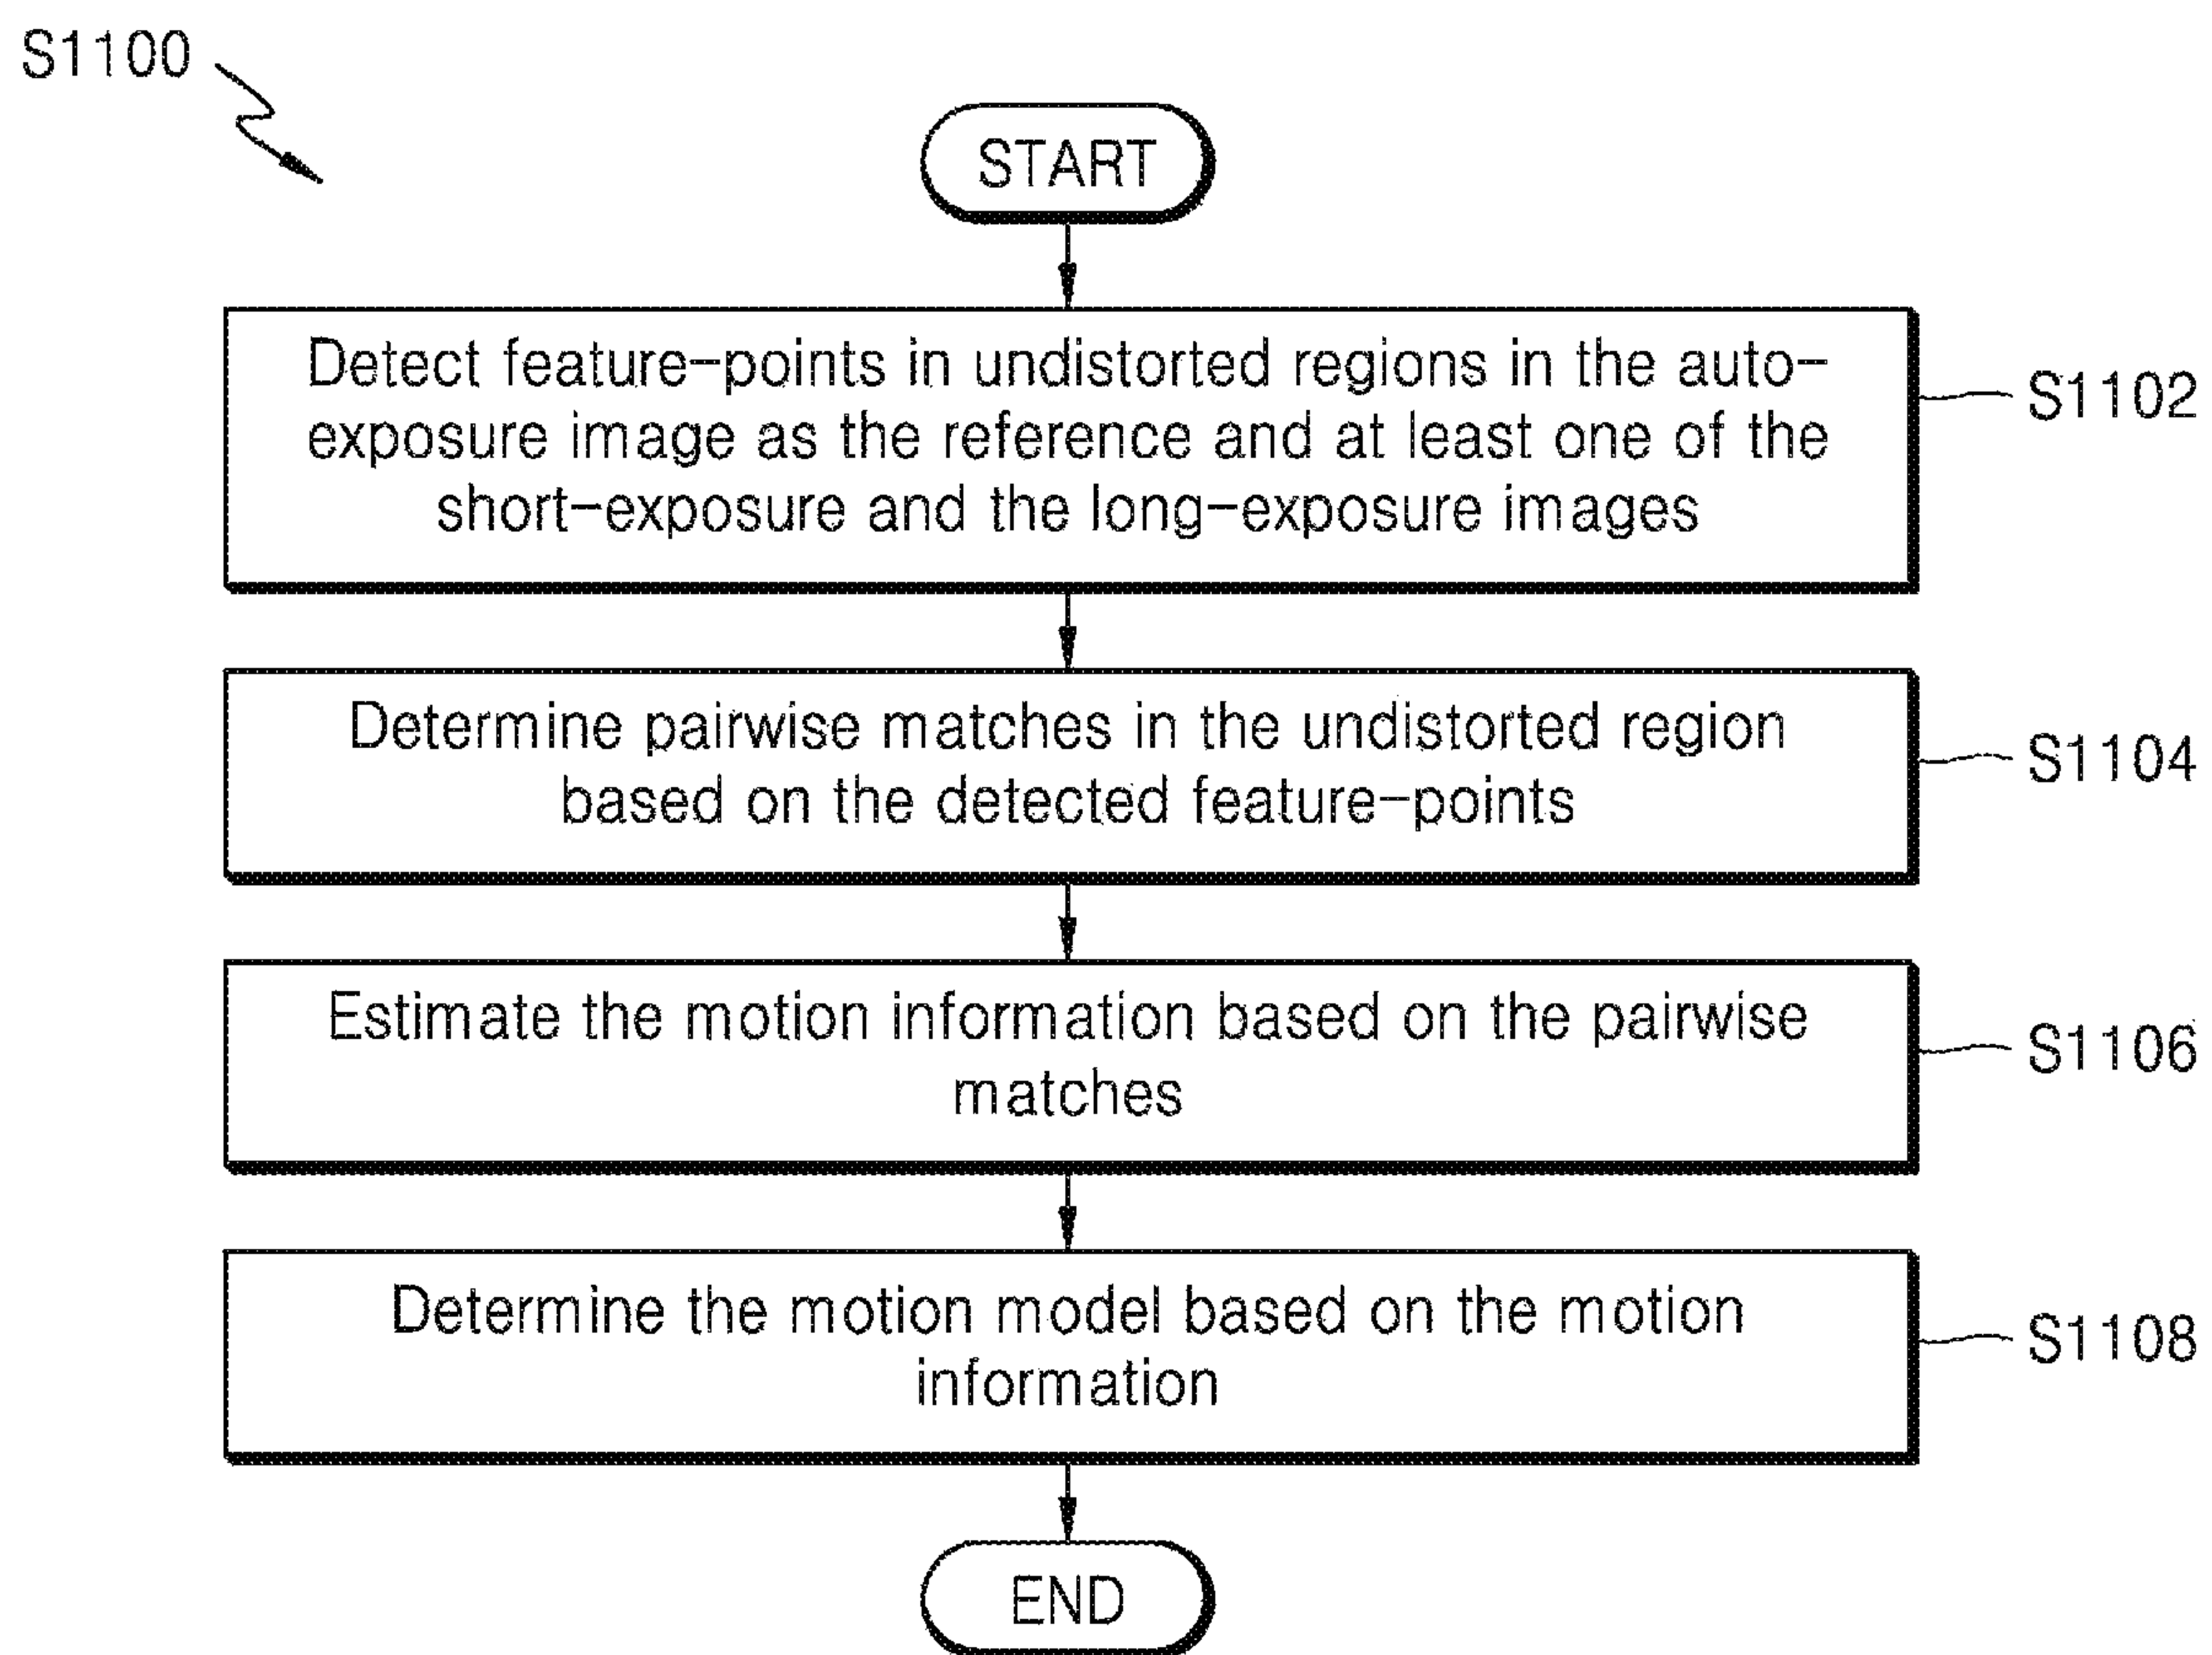 S1100
START
Detect feature-points in undistorted regions in the auto-
exposure image as the reference and at least one of the
short-exposure and the long-exposure images
S1102
Determine pairwise matches in the undistorted region
based on the detected feature-points
S1104
Estimate the motion information based on the pairwise
matches
S1106
Determine the motion model based on the motion
information
S1108
END